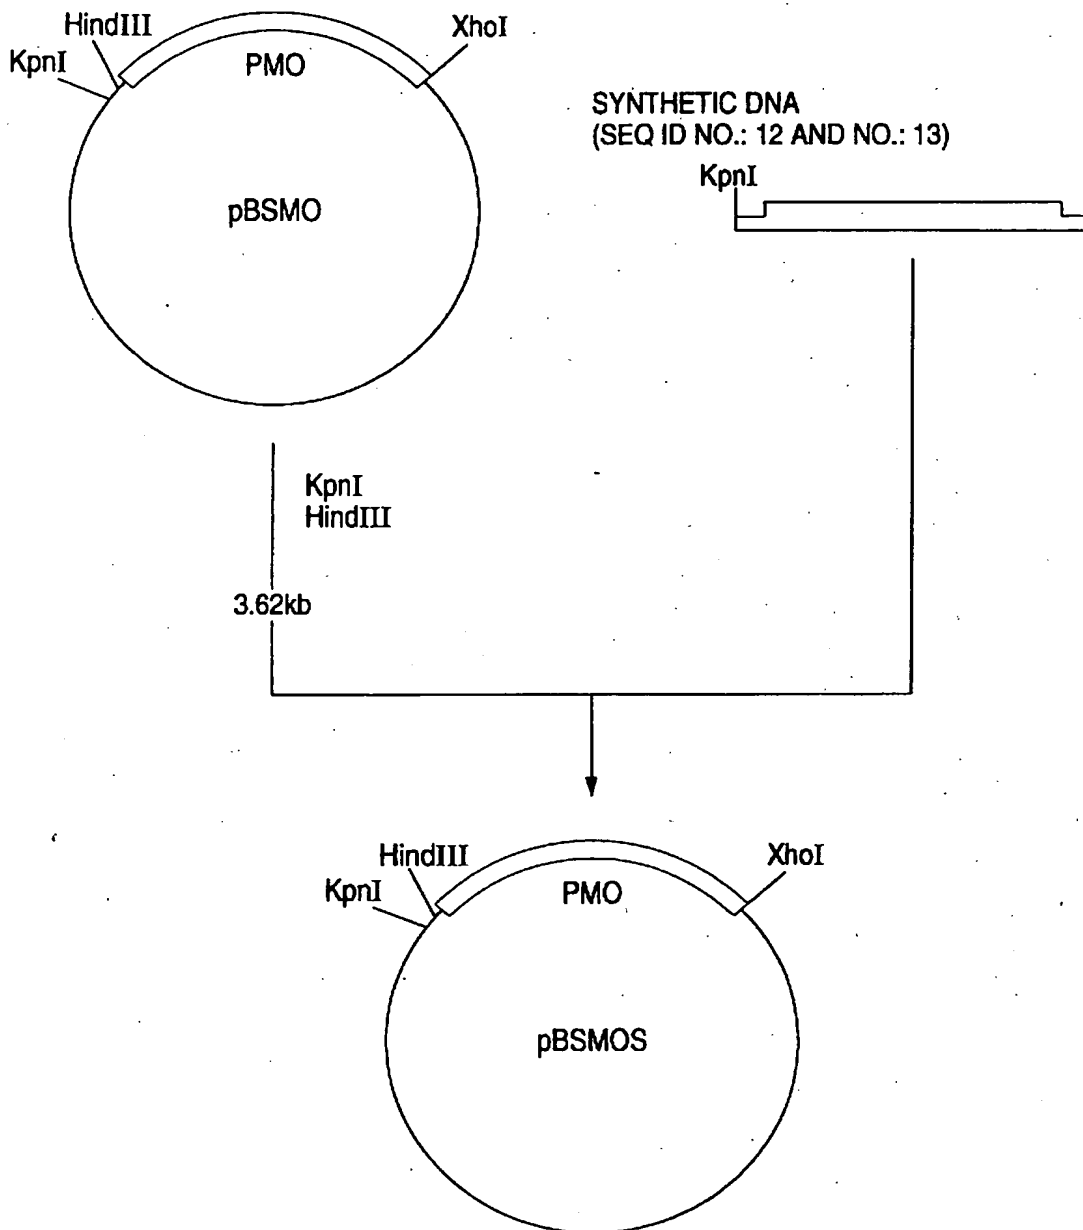 HindIII
XhoI
KpnI
PMO
pBSMO
SYNTHETIC DNA
(SEQ ID NO.: 12 AND NO.: 13)
KpnI
KpnI
HindIII
3.62kb
HindIII
XhoI
KpnI
PMO
pBSMOS